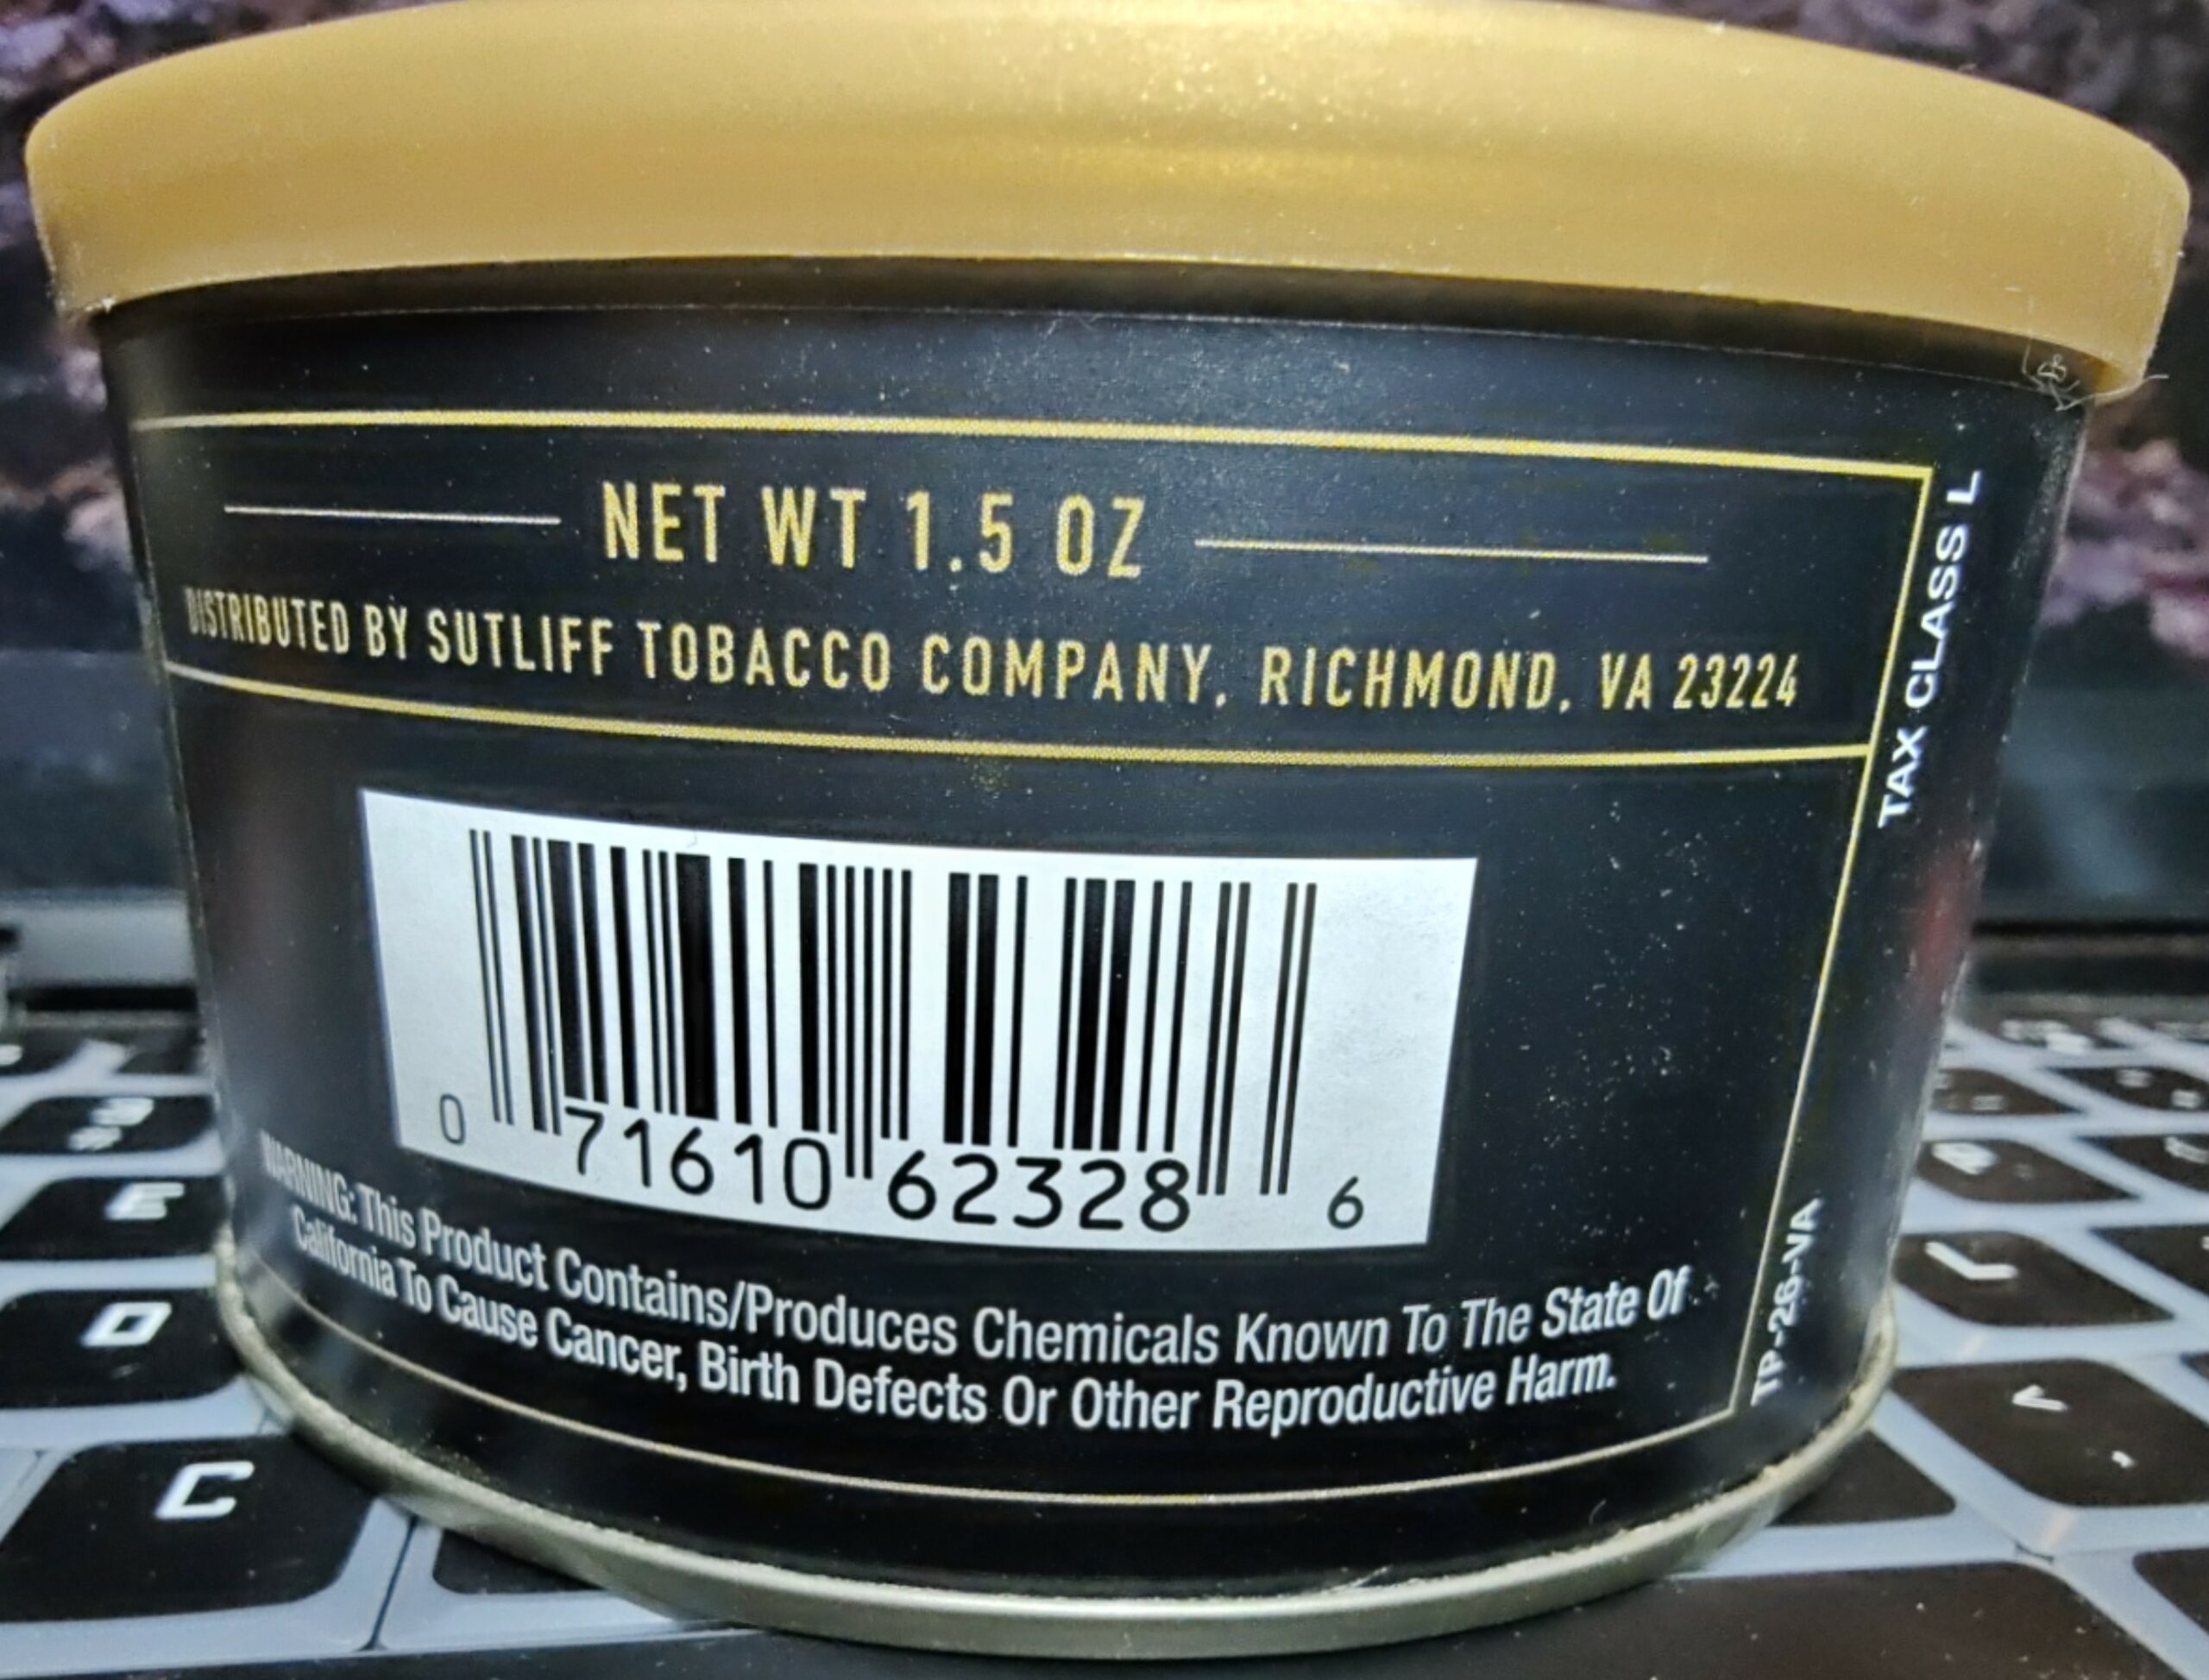 NET WT 1.5 OZ
DISTRIBUTED BY SUTLIFF TOBACCO COMPANY, RICHMOND, VA 23224
TAX CLASS L
0 71610 62328 6
WARNING: This Product Contains/Produces Chemicals Known To The State Of
California To Cause Cancer, Birth Defects Or Other Reproductive Harm.
TP-26-VA
E
D
C
L
<
,